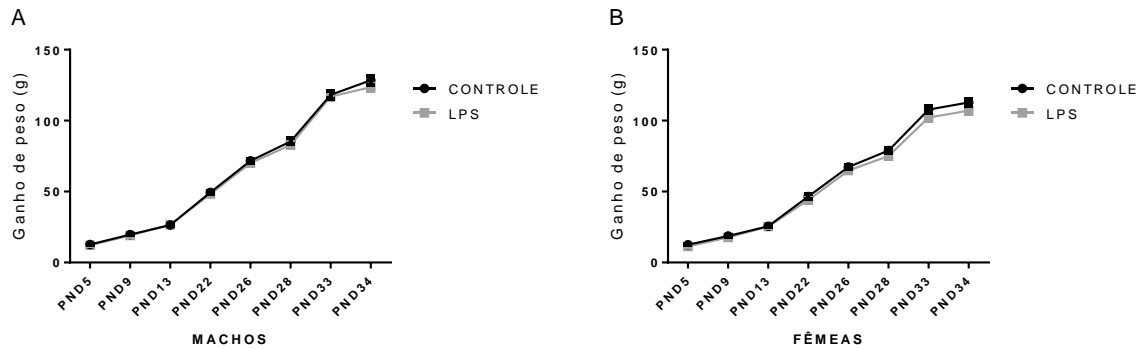 A
Ganho de peso (g)
150
100
50
0
PND5
PND9
PND13
PND22
PND26
PND28
PND33
PND34
MACHOS
CONTROLE
LPS
B
Ganho de peso (g)
150
100
50
0
PND5
PND9
PND13
PND22
PND26
PND28
PND33
PND34
FÊMEAS
CONTROLE
LPS